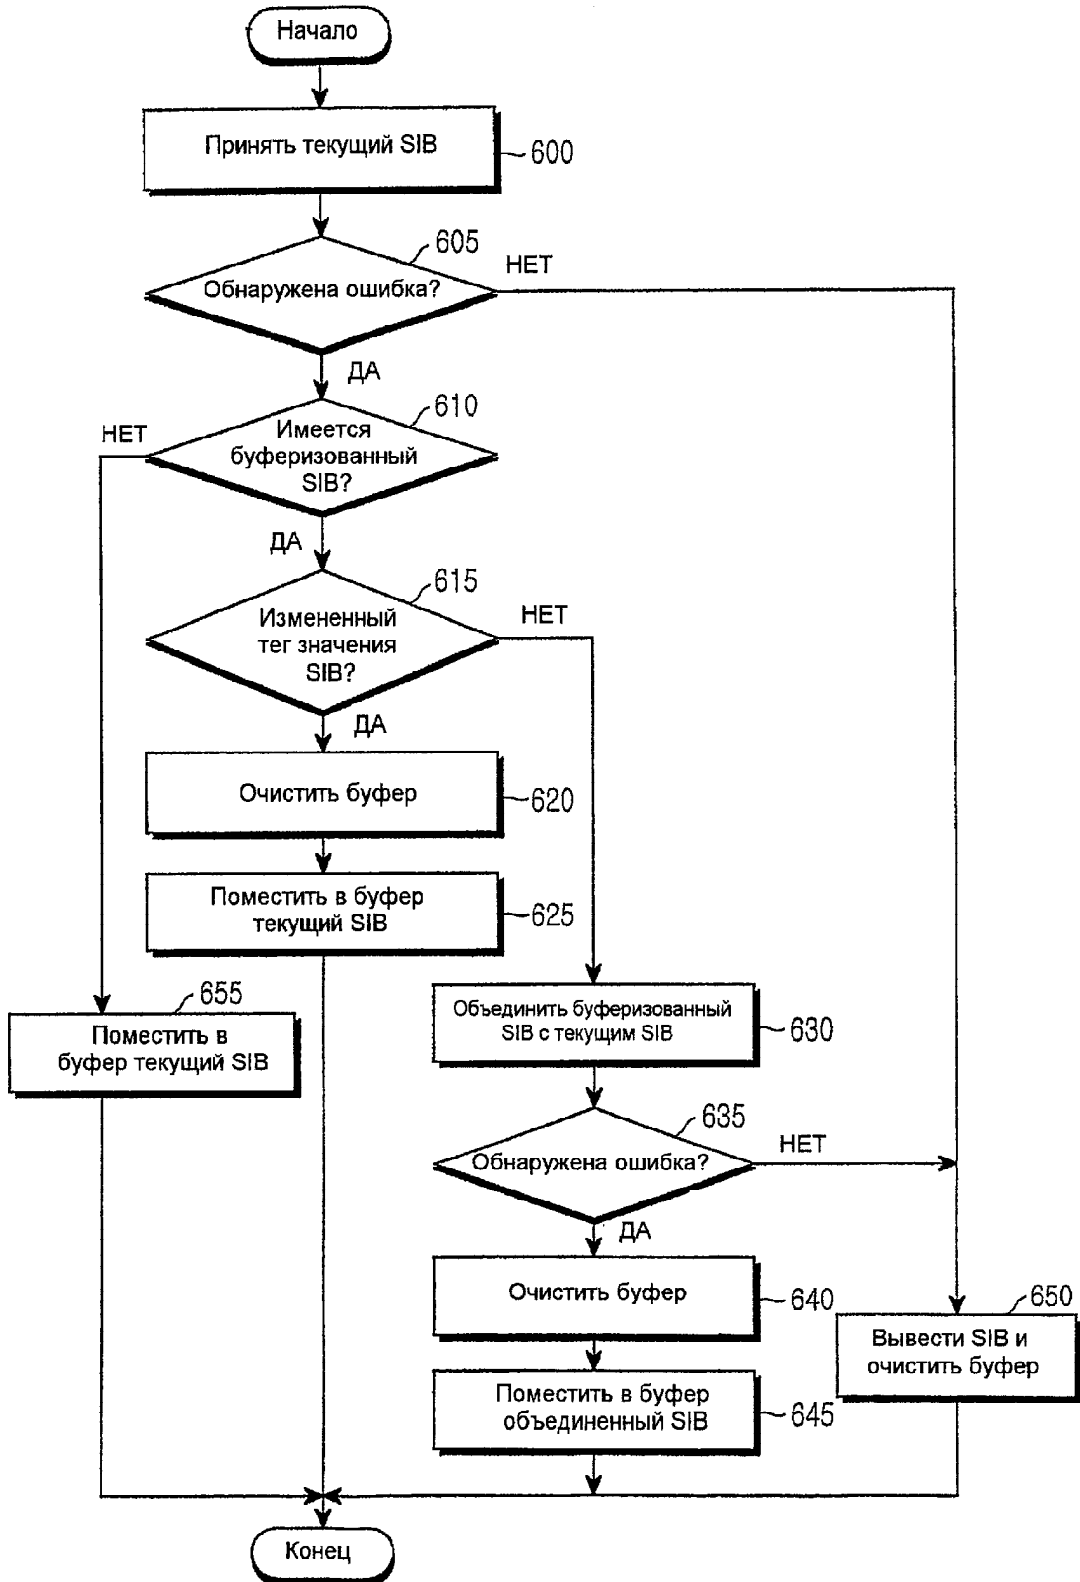 Начало
Принять текущий SIB
600
605
НЕТ
Обнаружена ошибка?
ДА
610
НЕТ
Имеется
буферизованный
SIB?
ДА
615
НЕТ
Измененный
тег значения
SIB?
ДА
Очистить буфер
620
Поместить в буфер
текущий SIB
625
655
Поместить в
буфер текущий SIB
Объединить буферизованный
SIB с текущим SIB
630
635
НЕТ
Обнаружена ошибка?
ДА
Очистить буфер
640
650
Вывести SIB и
очистить буфер
Поместить в буфер
объединенный SIB
645
Конец